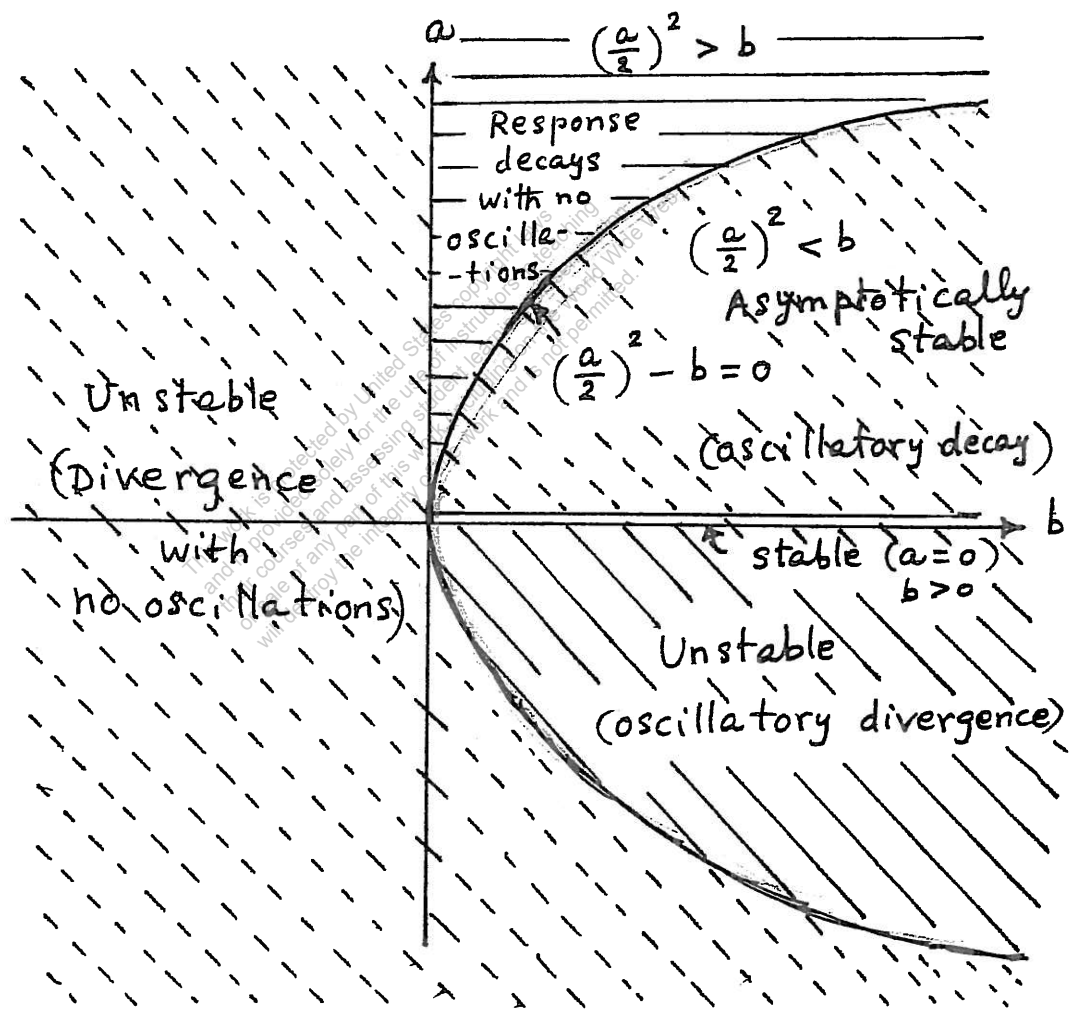 a
(a/2)² > b
Response
decays
with no
oscilla-
-tions
(a/2)² < b
Asymptotically
stable
(a/2)² - b = 0
(oscillatory decay)
Unstable
(Divergence
with
no oscillations)
b
stable (a=0)
b>0
Unstable
(oscillatory divergence)